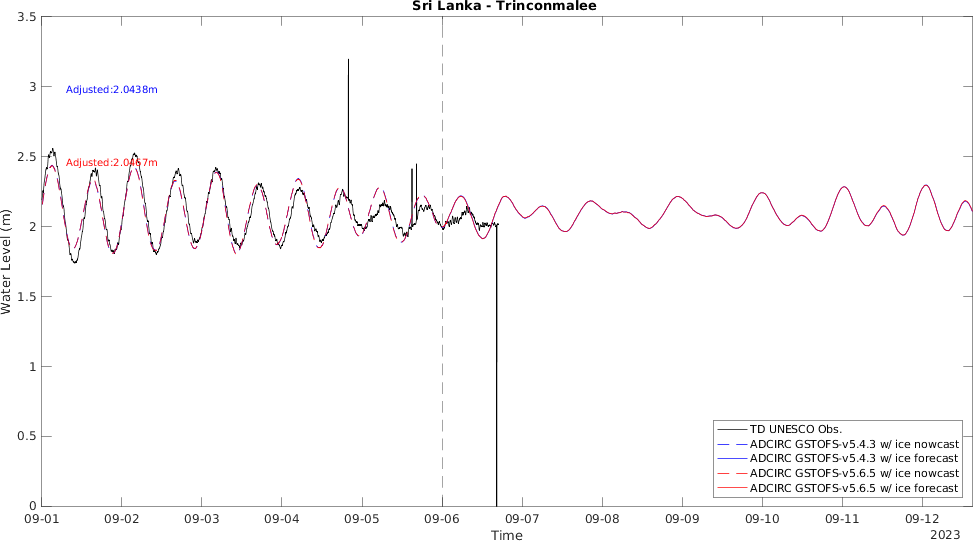 Sri Lanka - Trinconmalee
3.5
3
2.5
2
1.5
1
0.5
0
Water Level (m)
Adjusted:2.0438m
Adjusted:2.0467m
TD UNESCO Obs.
ADCIRC GSTOFS-v5.4.3 w/ ice nowcast
ADCIRC GSTOFS-v5.4.3 w/ ice forecast
ADCIRC GSTOFS-v5.6.5 w/ ice nowcast
ADCIRC GSTOFS-v5.6.5 w/ ice forecast
09-01 09-02 09-03 09-04 09-05 09-06 09-07 09-08 09-09 09-10 09-11 09-12
Time
2023